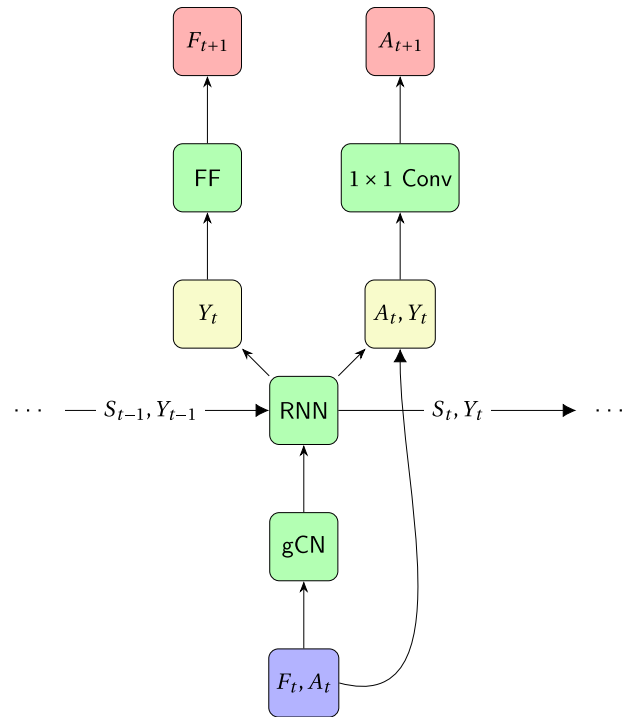 F_{t+1} A_{t+1}
FF 1 × 1 Conv
Y_t A_t, Y_t
· · · S_{t−1}, Y_{t−1} RNN S_t, Y_t · · ·
gCN
F_t, A_t